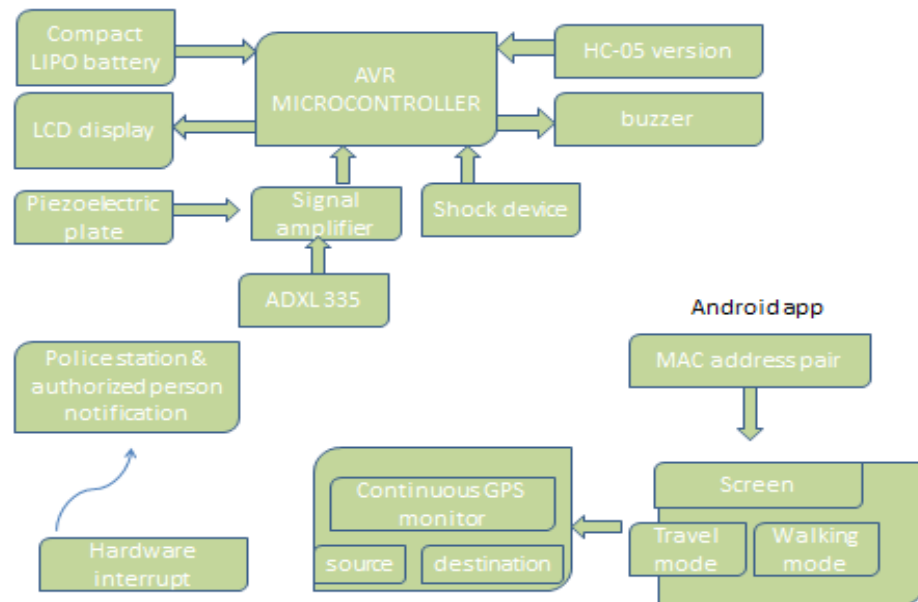 Compact
LIPO battery
AVR
MICROCONTROLLER
HC-05 version
LCD display
buzzer
Piezoelectric
plate
Signal
amplifier
Shock device
ADXL 335
Android app
Police station &
authorized person
notification
MAC address pair
Continuous GPS
monitor
Screen
source
destination
Travel
mode
Walking
mode
Hardware
interrupt